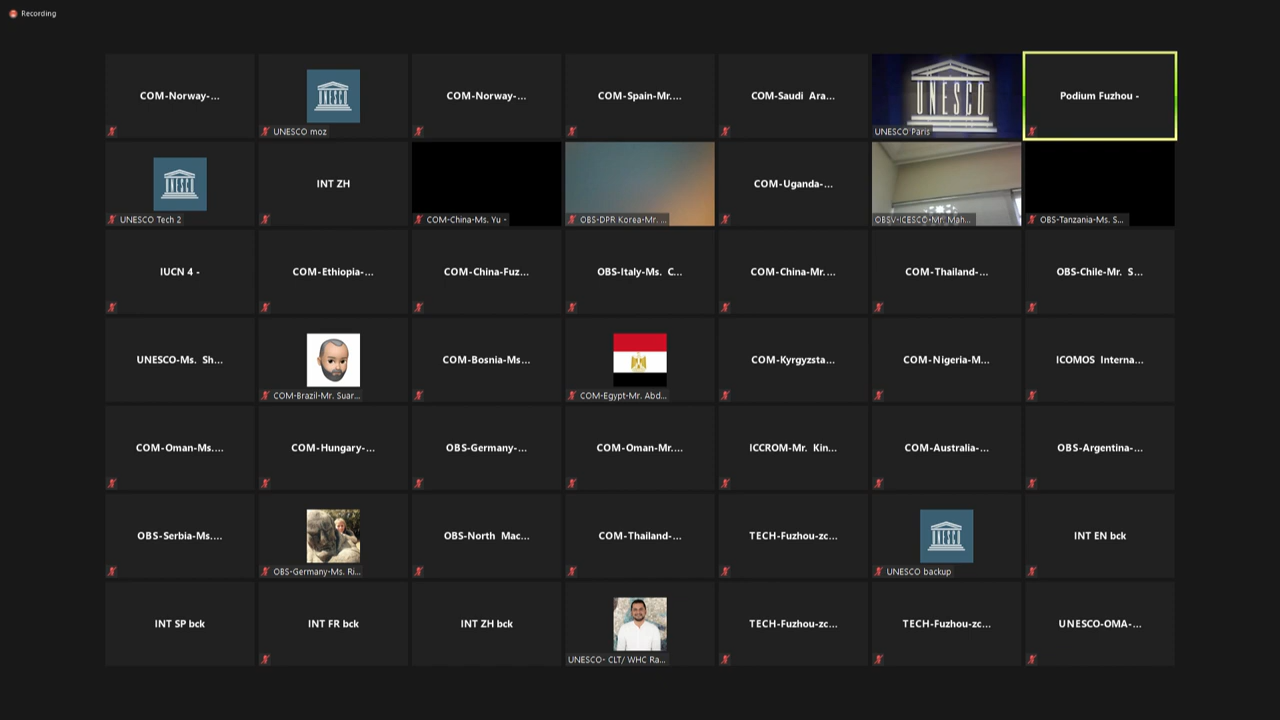 Recording
COM-Norway-...
UNESCO moz
COM-Norway-...
COM-Spain-Mr....
COM-Saudi Ara...
UNESCO
UNESCO Paris
Podium Fuzhou -
UNESCO Tech 2
INT ZH
COM-China-Ms. Yu -
OBS-DPR Korea-Mr. ...
COM-Uganda-...
OBSV-ICESCO-Mr. Mah...
OBS-Tanzania-Ms. S...
IUCN 4 -
COM-Ethiopia-...
COM-China-Fuz...
OBS-Italy-Ms. C...
COM-China-Mr....
COM-Thailand-...
OBS-Chile-Mr. S...
UNESCO-Ms. Sh...
COM-Brazil-Mr. Suar...
COM-Bosnia-Ms...
COM-Egypt-Mr. Abd...
COM-Kyrgyzsta...
COM-Nigeria-M...
ICOMOS Interna...
COM-Oman-Ms....
COM-Hungary-...
OBS-Germany-...
COM-Oman-Mr....
ICCROM-Mr. Kin...
COM-Australia-...
OBS-Argentina-...
OBS-Serbia-Ms....
OBS-Germany-Ms. Ri...
OBS-North Mac...
COM-Thailand-...
TECH-Fuzhou-zc...
UNESCO backup
INT EN bck
INT SP bck
INT FR bck
INT ZH bck
UNESCO- CLT/ WHC Ra...
TECH-Fuzhou-zc...
TECH-Fuzhou-zc...
UNESCO-OMA-...